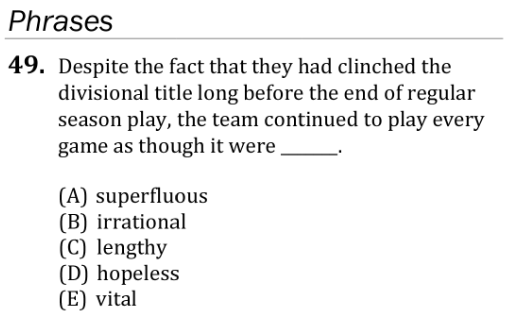 Phrases
49. Despite the fact that they had clinched the
divisional title long before the end of regular
season play, the team continued to play every
game as though it were ______.
(A) superfluous
(B) irrational
(C) lengthy
(D) hopeless
(E) vital